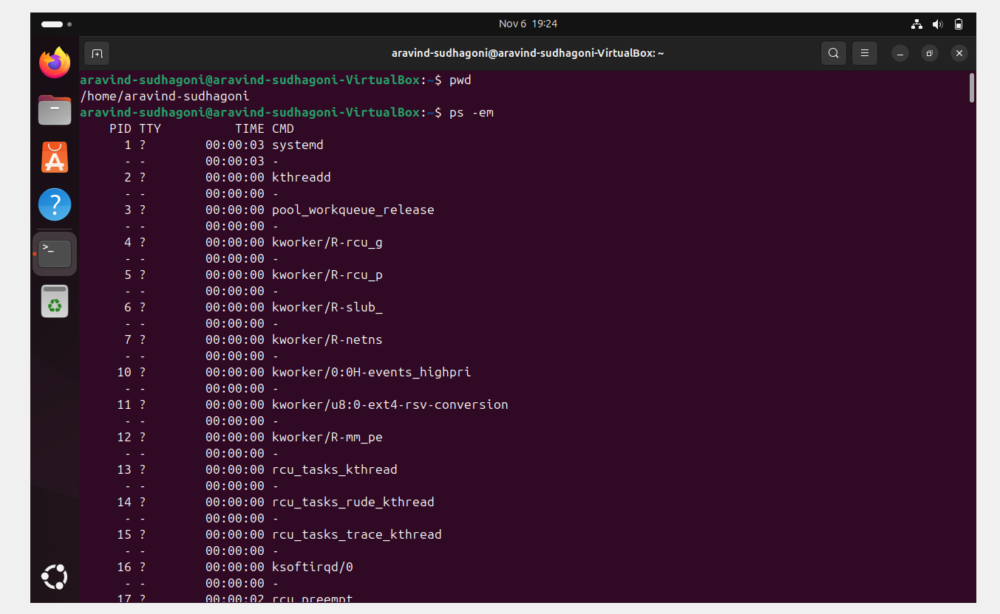 Nov 6 19:24
aravind-sudhagoni@aravind-sudhagoni-VirtualBox: ~
aravind-sudhagoni@aravind-sudhagoni-VirtualBox:~$ pwd
/home/aravind-sudhagoni
aravind-sudhagoni@aravind-sudhagoni-VirtualBox:~$ ps -em
    PID TTY          TIME CMD
      1 ?        00:00:03 systemd
      - -        00:00:03 -
      2 ?        00:00:00 kthreadd
      - -        00:00:00 -
      3 ?        00:00:00 pool_workqueue_release
      - -        00:00:00 -
      4 ?        00:00:00 kworker/R-rcu_g
      - -        00:00:00 -
      5 ?        00:00:00 kworker/R-rcu_p
      - -        00:00:00 -
      6 ?        00:00:00 kworker/R-slub_
      - -        00:00:00 -
      7 ?        00:00:00 kworker/R-netns
      - -        00:00:00 -
     10 ?        00:00:00 kworker/0:0H-events_highpri
      - -        00:00:00 -
     11 ?        00:00:00 kworker/u8:0-ext4-rsv-conversion
      - -        00:00:00 -
     12 ?        00:00:00 kworker/R-mm_pe
      - -        00:00:00 -
     13 ?        00:00:00 rcu_tasks_kthread
      - -        00:00:00 -
     14 ?        00:00:00 rcu_tasks_rude_kthread
      - -        00:00:00 -
     15 ?        00:00:00 rcu_tasks_trace_kthread
      - -        00:00:00 -
     16 ?        00:00:00 ksoftirqd/0
      - -        00:00:00 -
     17 ?        00:00:02 rcu_preempt